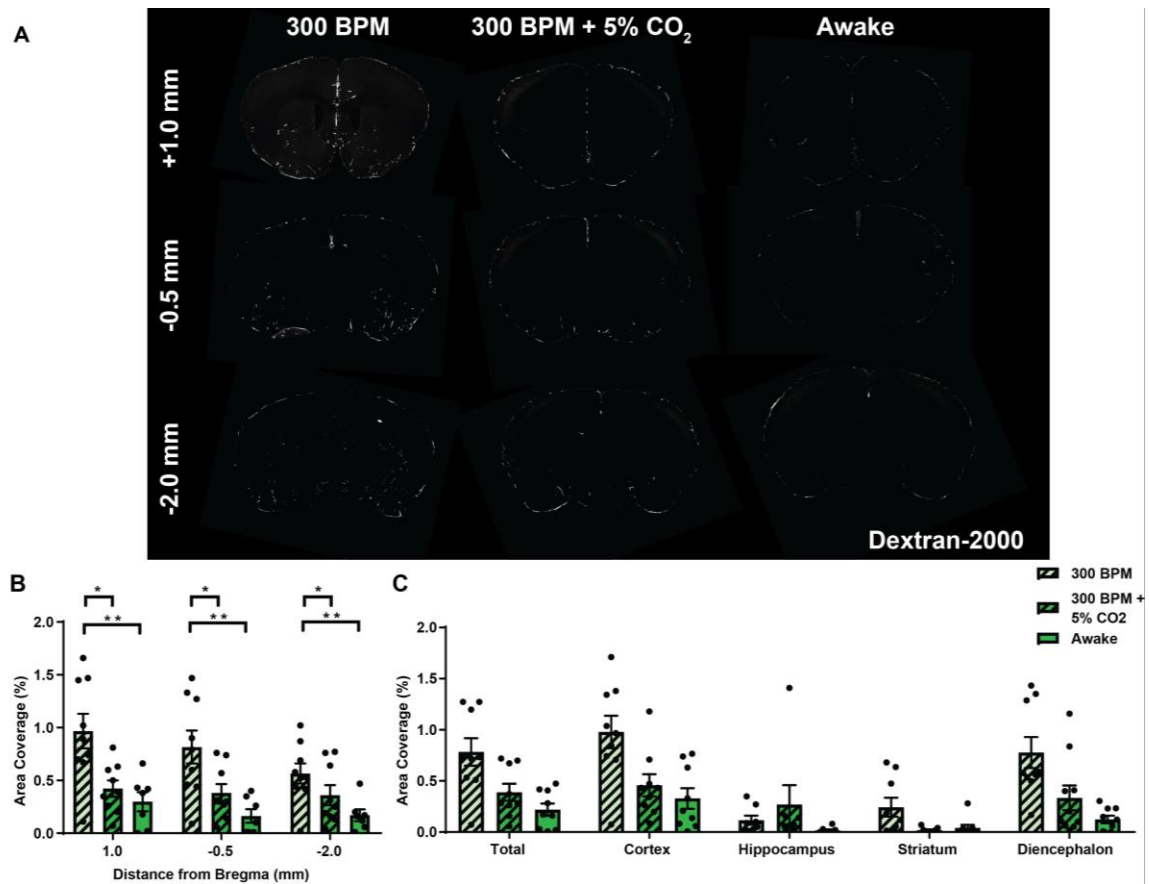 A
300 BPM
300 BPM + 5% CO2
Awake
+1.0 mm
-0.5 mm
-2.0 mm
Dextran-2000
B
* * *
** ** **
2.0
1.5
1.0
0.5
0.0
Area Coverage (%)
1.0 -0.5 -2.0
Distance from Bregma (mm)
C
300 BPM
300 BPM +
5% CO2
Awake
2.0
1.5
1.0
0.5
0.0
Area Coverage (%)
Total Cortex Hippocampus Striatum Diencephalon